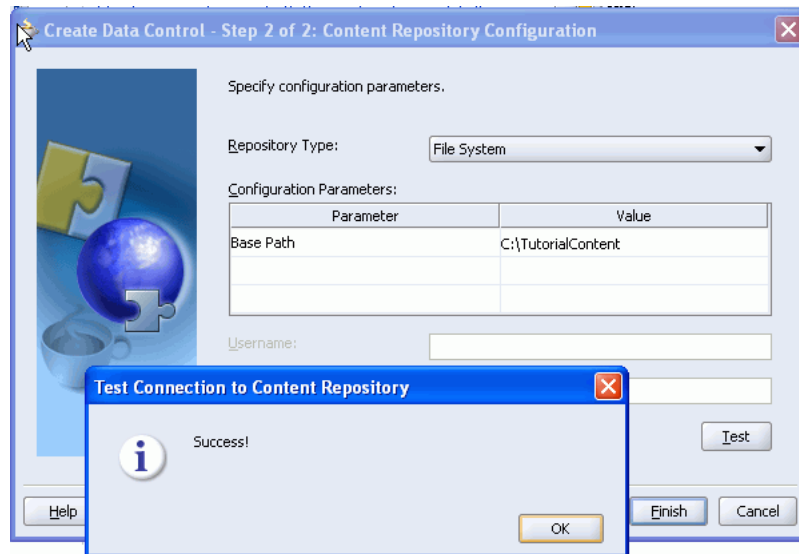 Create Data Control - Step 2 of 2: Content Repository Configuration
Specify configuration parameters.
Repository Type: File System
Configuration Parameters:
Parameter Value
Base Path C:\TutorialContent
Username:
Test Connection to Content Repository
Success!
Test
OK
Help Finish Cancel